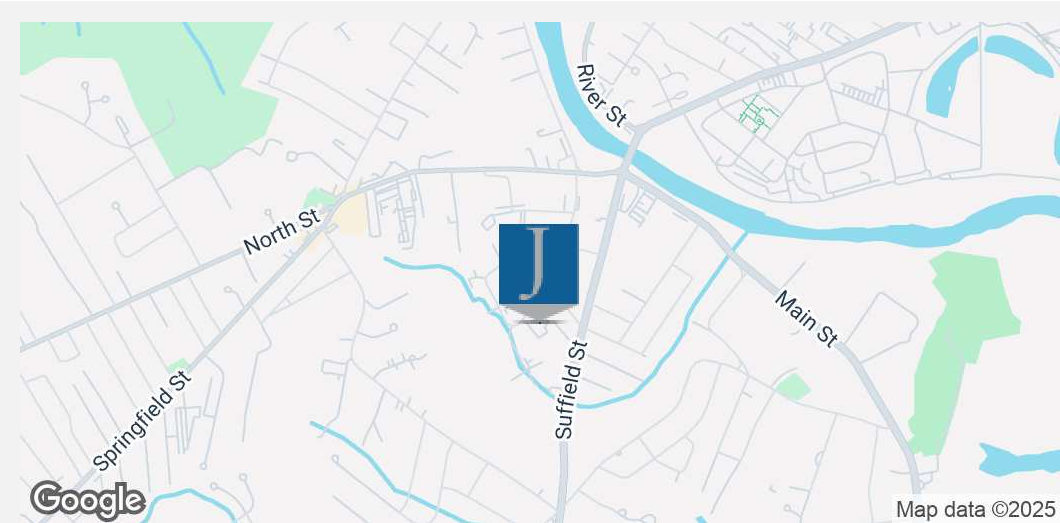 River St
North St
J
Main St
Suffield St
Springfield St
Google
Map data ©2025